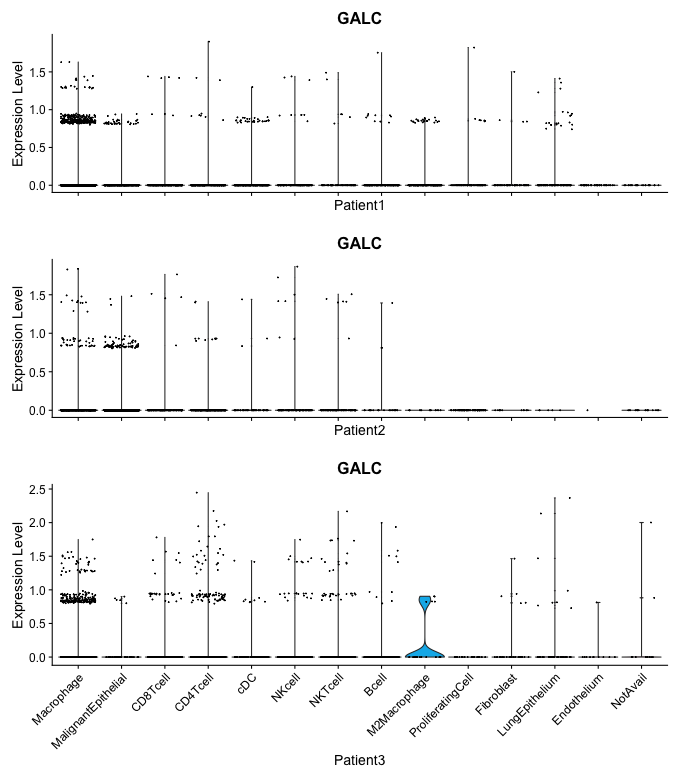 GALC
Expression Level
1.5
1.0
0.5
0.0
Patient1
GALC
Expression Level
1.5
1.0
0.5
0.0
Patient2
GALC
Expression Level
2.5
2.0
1.5
1.0
0.5
0.0
Macrophage
MalignantEpithelial
CD8Tcell
CD4Tcell
cDC
NKcell
NKTcell
Bcell
M2Macrophage
ProliferatingCell
Fibroblast
LungEpithelium
Endothelium
NotAvail
Patient3